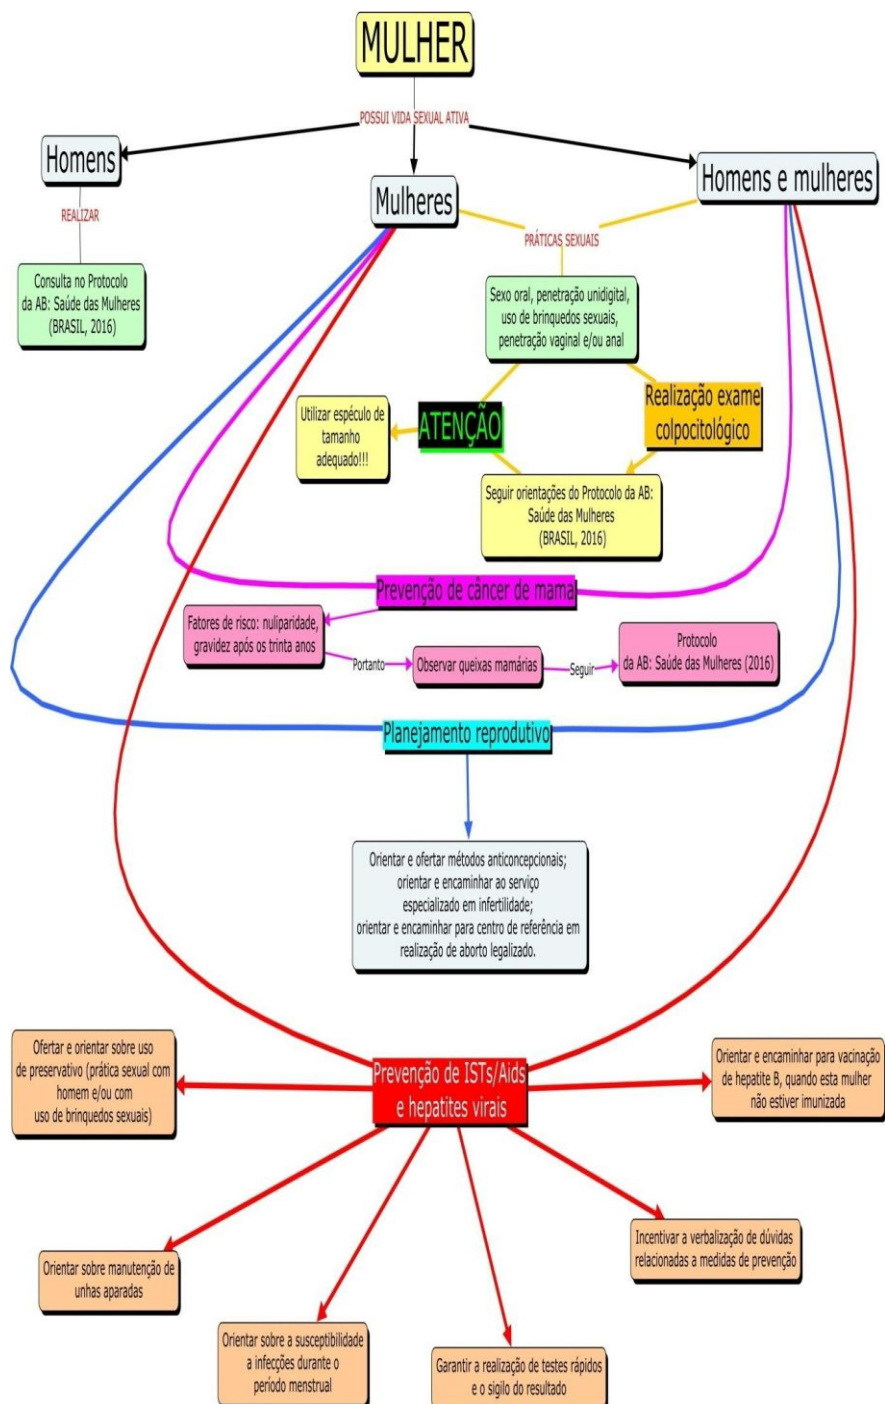 MULHER
POSSUI VIDA SEXUAL ATIVA
Homens
Mulheres
Homens e mulheres
REALIZAR
PRÁTICAS SEXUAIS
Consulta no Protocolo
da AB: Saúde das Mulheres
(BRASIL, 2016)
Sexo oral, penetração unidigital,
uso de brinquedos sexuais,
penetração vaginal e/ou anal
Utilizar espéculo de
tamanho
adequado!!!
ATENÇÃO
Realização exame
colpocitológico
Seguir orientações do Protocolo da AB:
Saúde das Mulheres
(BRASIL, 2016)
Prevenção de câncer de mama
Fatores de risco: nuliparidade,
gravidez após os trinta anos
Portanto
Observar queixas mamárias
Seguir
Protocolo
da AB: Saúde das Mulheres (2016)
Planejamento reprodutivo
Orientar e ofertar métodos anticoncepcionais;
orientar e encaminhar ao serviço
especializado em infertilidade;
orientar e encaminhar para centro de referência em
realização de aborto legalizado.
Ofertar e orientar sobre uso
de preservativo (prática sexual com
homem e/ou com
uso de brinquedos sexuais)
Prevenção de ISTs/Aids
e hepatites virais
Orientar e encaminhar para vacinação
de hepatite B, quando esta mulher
não estiver imunizada
Orientar sobre manutenção de
unhas aparadas
Incentivar a verbalização de dúvidas
relacionadas a medidas de prevenção
Orientar sobre a susceptibilidade
a infecções durante o
período menstrual
Garantir a realização de testes rápidos
e o sigilo do resultado